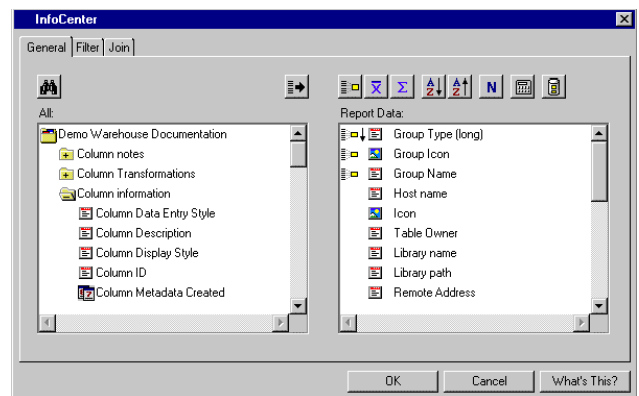 InfoCenter
General Filter Join
All:
Report Data:
Demo Warehouse Documentation
Column notes
Column Transformations
Column information
Column Data Entry Style
Column Description
Column Display Style
Column ID
Column Metadata Created
Group Type (long)
Group Icon
Group Name
Host name
Icon
Table Owner
Library name
Library path
Remote Address
OK Cancel What's This?